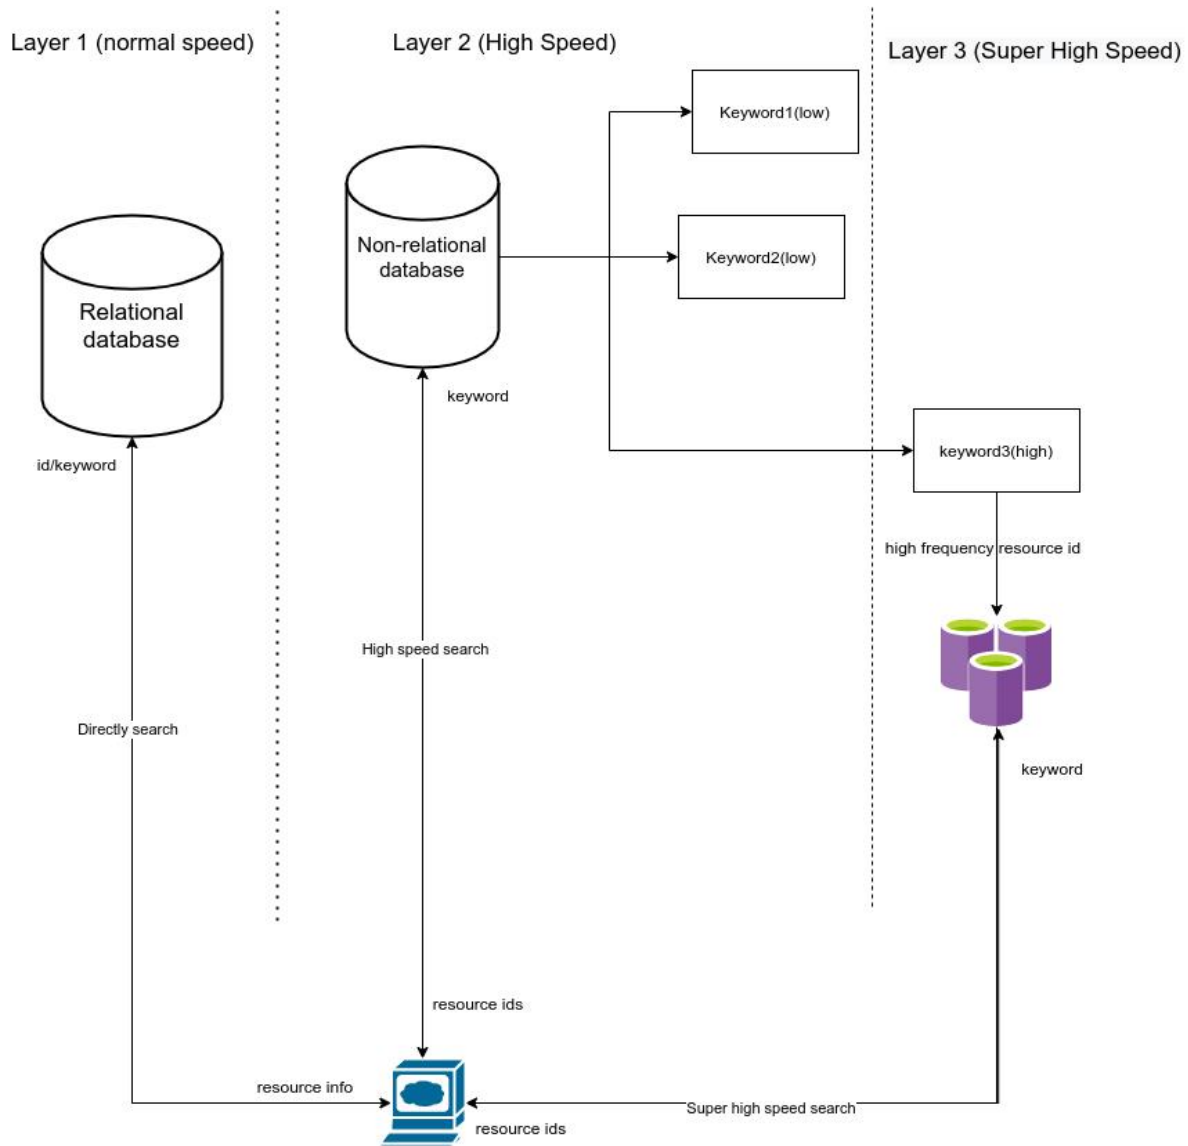 Layer 1 (normal speed)
Layer 2 (High Speed)
Layer 3 (Super High Speed)
Keyword1(low)
Non-relational
database
Keyword2(low)
Relational
database
keyword
id/keyword
keyword3(high)
high frequency resource id
High speed search
Directly search
keyword
resource ids
resource info
Super high speed search
resource ids